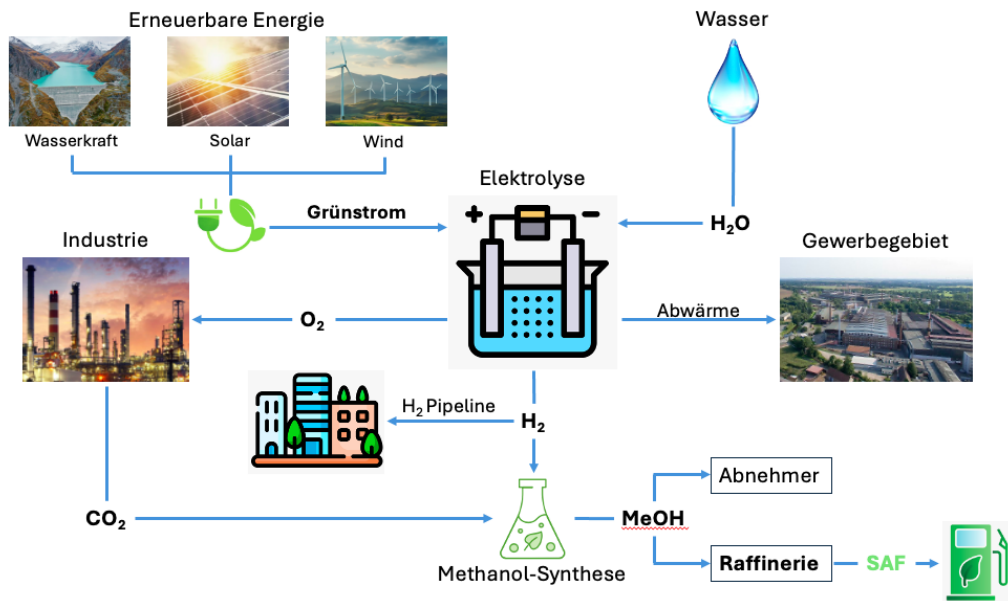 Erneuerbare Energie
Wasser
Wasserkraft
Solar
Wind
Elektrolyse
Grünstrom
+ −
H₂O
Industrie
Gewerbegebiet
O₂
Abwärme
H₂ Pipeline
H₂
Abnehmer
CO₂
MeOH
Methanol-Synthese
Raffinerie
SAF